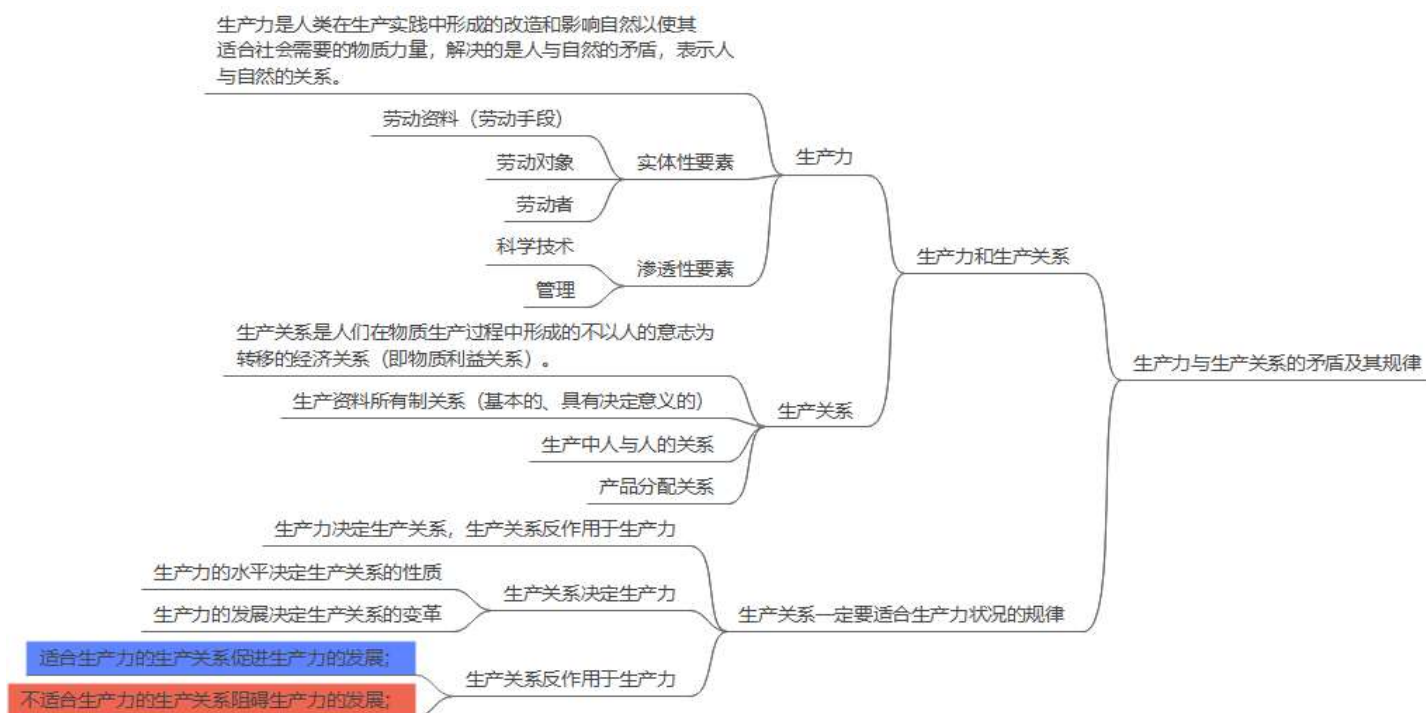 生产力是人类在生产实践中形成的改造和影响自然以使其
适合社会需要的物质力量，解决的是人与自然的矛盾，表示人
与自然的关系。
劳动资料（劳动手段）
劳动对象
劳动者
实体性要素
科学技术
管理
渗透性要素
生产力
生产关系是人们在物质生产过程中形成的不以人的意志为
转移的经济关系（即物质利益关系）。
生产资料所有制关系（基本的、具有决定意义的）
生产中人与人的关系
产品分配关系
生产关系
生产力和生产关系
生产力与生产关系的矛盾及其规律
生产力决定生产关系，生产关系反作用于生产力
生产力的水平决定生产关系的性质
生产力的发展决定生产关系的变革
生产关系决定生产力
适合生产力的生产关系促进生产力的发展；
不适合生产力的生产关系阻碍生产力的发展；
生产关系反作用于生产力
生产关系一定要适合生产力状况的规律